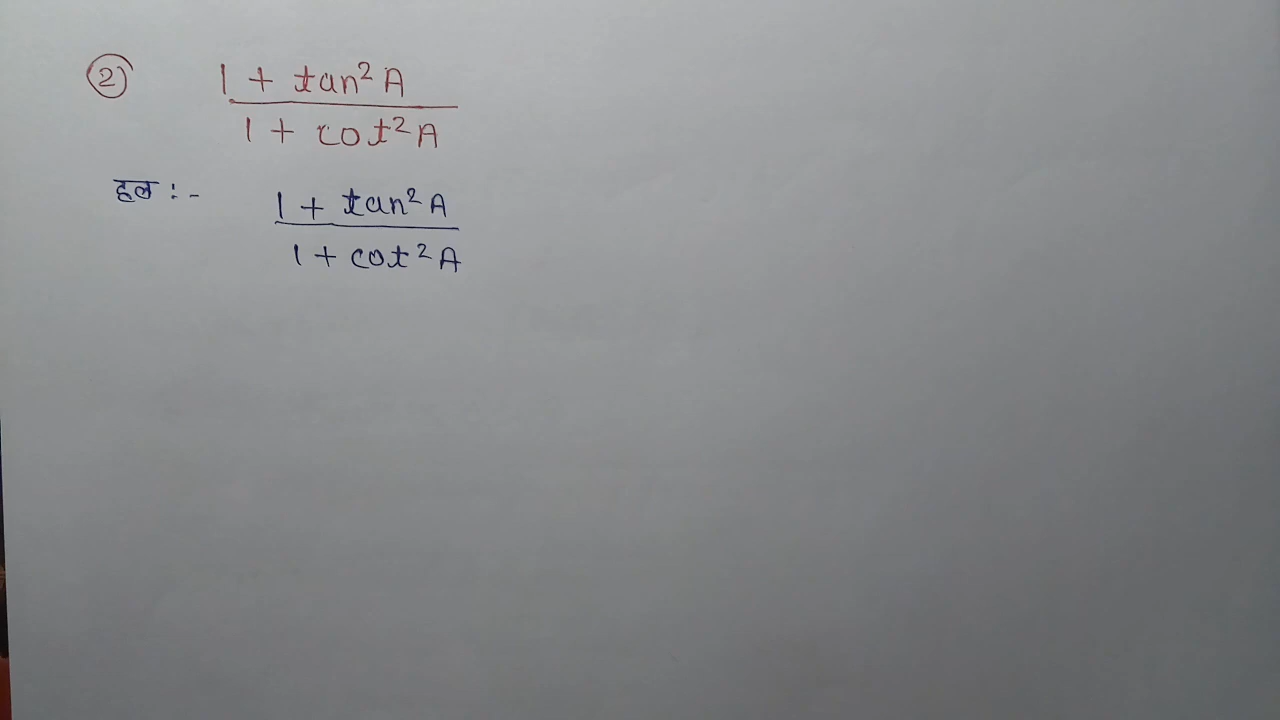 ② 1 + tan²A
1 + cot²A
हल :- 1 + tan²A
1 + cot²A